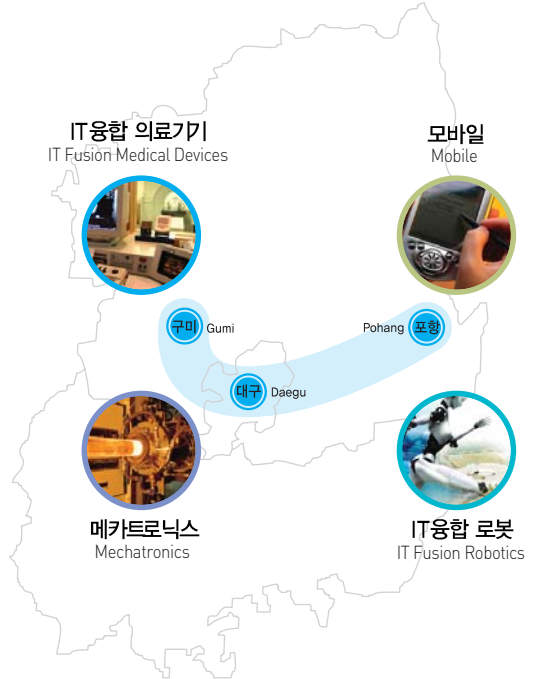 IT융합 의료기기
IT Fusion Medical Devices
모바일
Mobile
구미 Gumi
Pohang 포항
대구 Daegu
메카트로닉스
Mechatronics
IT융합 로봇
IT Fusion Robotics